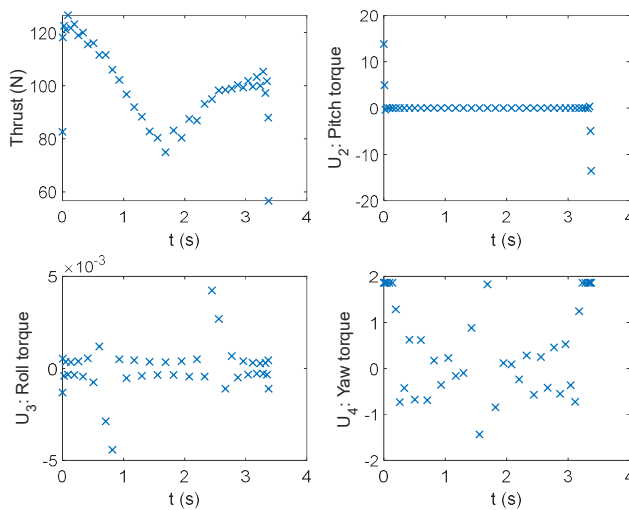 120
100
80
60
Thrust (N)
0 1 2 3 4
t (s)
20
10
0
-10
-20
U2: Pitch torque
0 1 2 3 4
t (s)
×10-3
5
0
-5
U3: Roll torque
0 1 2 3 4
t (s)
2
1
0
-1
-2
U4: Yaw torque
0 1 2 3 4
t (s)